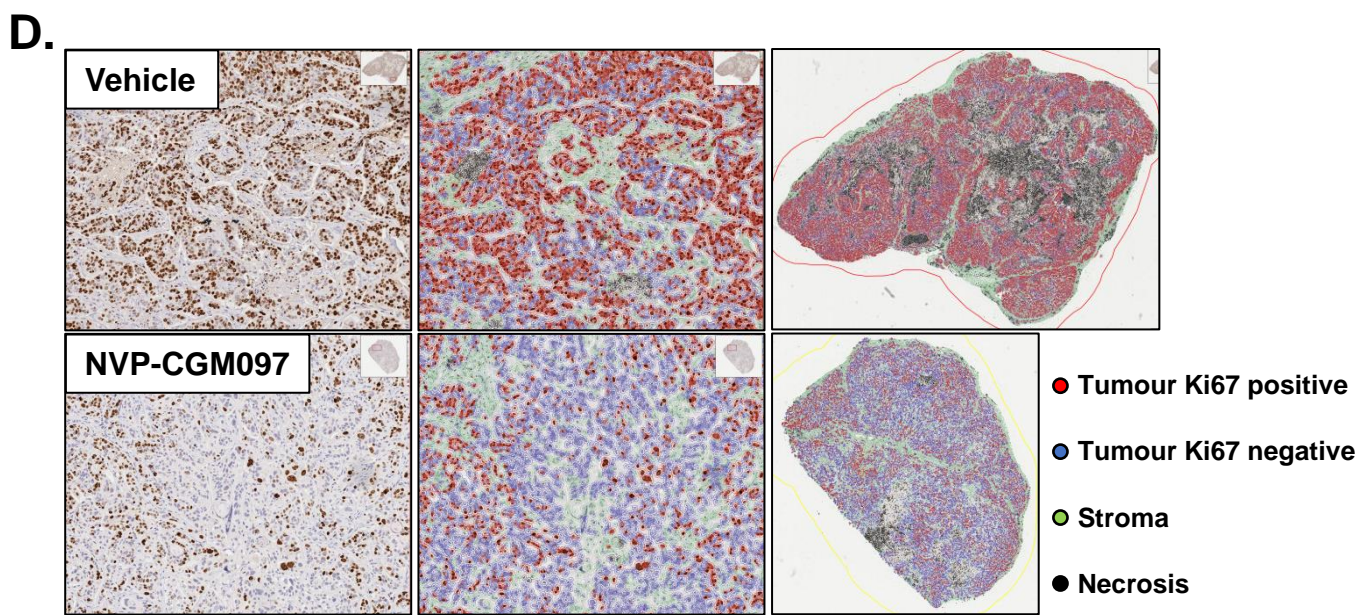 D.
Vehicle
NVP-CGM097
Tumour Ki67 positive
Tumour Ki67 negative
Stroma
Necrosis